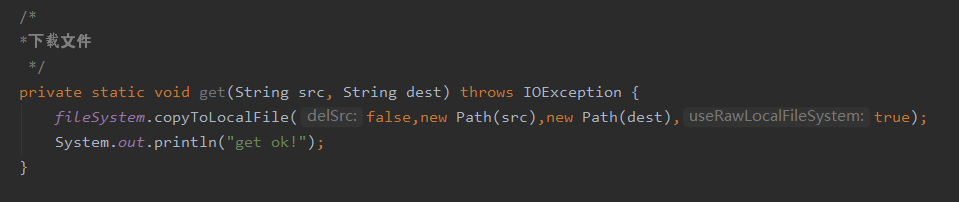 /*
*下载文件
*/
private static void get(String src, String dest) throws IOException {
fileSystem.copyToLocalFile( delSrc: false,new Path(src),new Path(dest), useRawLocalFileSystem: true);
System.out.println("get ok!");
}